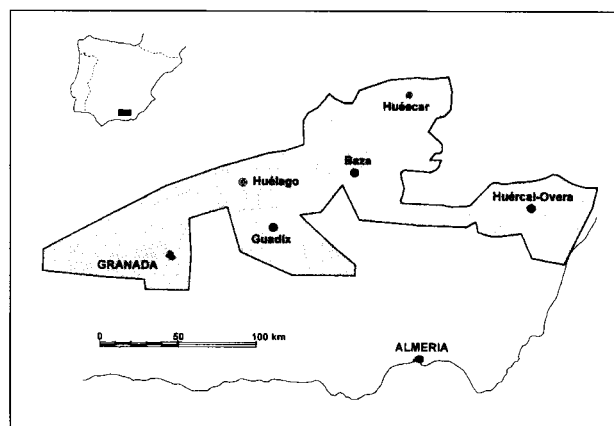 Huéscar
Baza
Huélago
Huércal-Overa
Guadix
GRANADA
0 50 100 km
ALMERIA